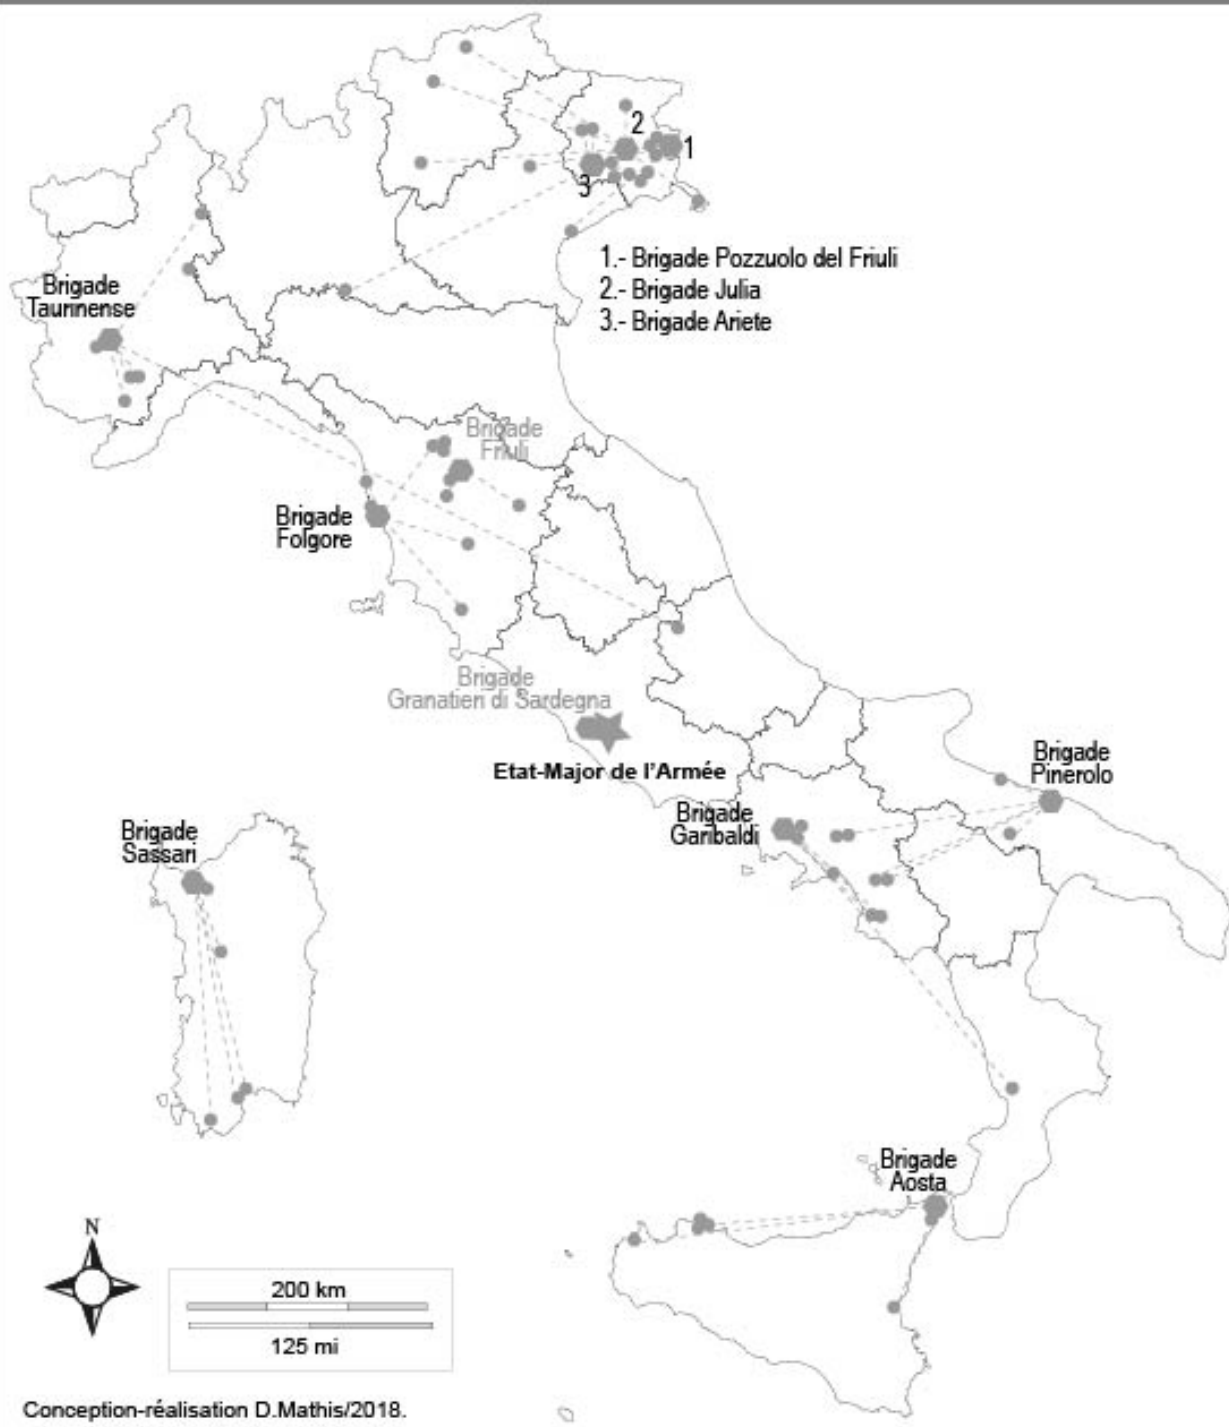 2
1
3
1.- Brigade Pozzuolo del Friuli
2.- Brigade Julia
3.- Brigade Ariete
Brigade
Taurinense
Brigade
Friuli
Brigade
Folgore
Brigade
Granatieri di Sardegna
Etat-Major de l'Armée
Brigade
Pinerolo
Brigade
Garibaldi
Brigade
Sassari
Brigade
Aosta
N
200 km
125 mi
Conception-réalisation D.Mathis/2018.